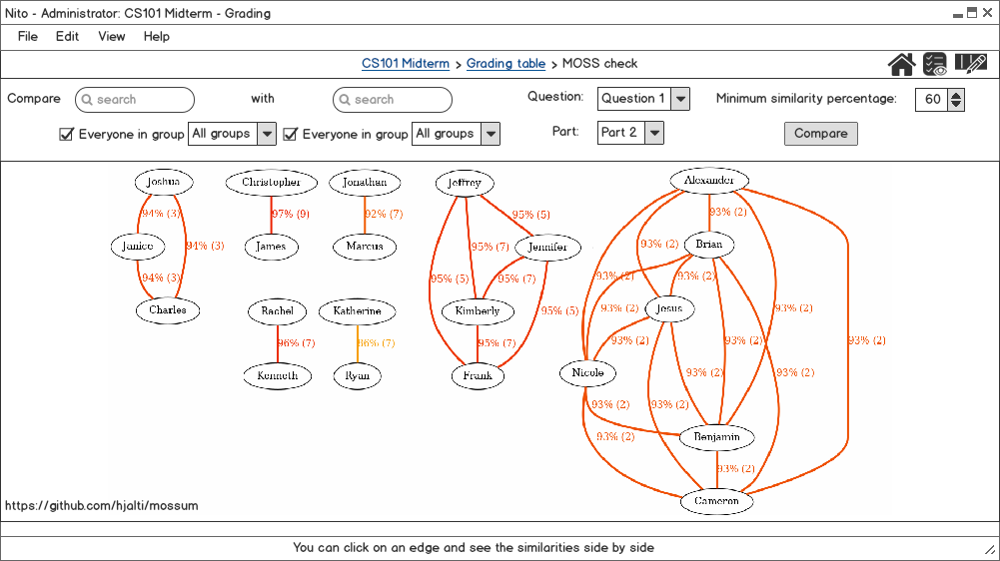 Nito - Administrator: CS101 Midterm - Grading
File Edit View Help
CS101 Midterm > Grading table > MOSS check
Compare search with search Question: Question 1 Minimum similarity percentage: 60
Everyone in group All groups Everyone in group All groups Part: Part 2 Compare
Joshua Christopher Jonathan Jeffrey Alexander
94% (3) 97% (9) 92% (7) 95% (5) 93% (2)
Janice 94% (3) James Marcus 95% (7) Jennifer 93% (2) Brian
94% (3) 95% (5) 95% (7) 93% (2) 93% (2)
Charles Rachel Katherine Kimberly 95% (5) 93% (2) Jesus 93% (2)
96% (7) 86% (7) 95% (7) 93% (2) 93% (2) 93% (2)
Kenneth Ryan Frank Nicole 93% (2) 93% (2)
93% (2) 93% (2)
93% (2) Benjamin
93% (2)
Cameron
https://github.com/hjalti/mossum
You can click on an edge and see the similarities side by side